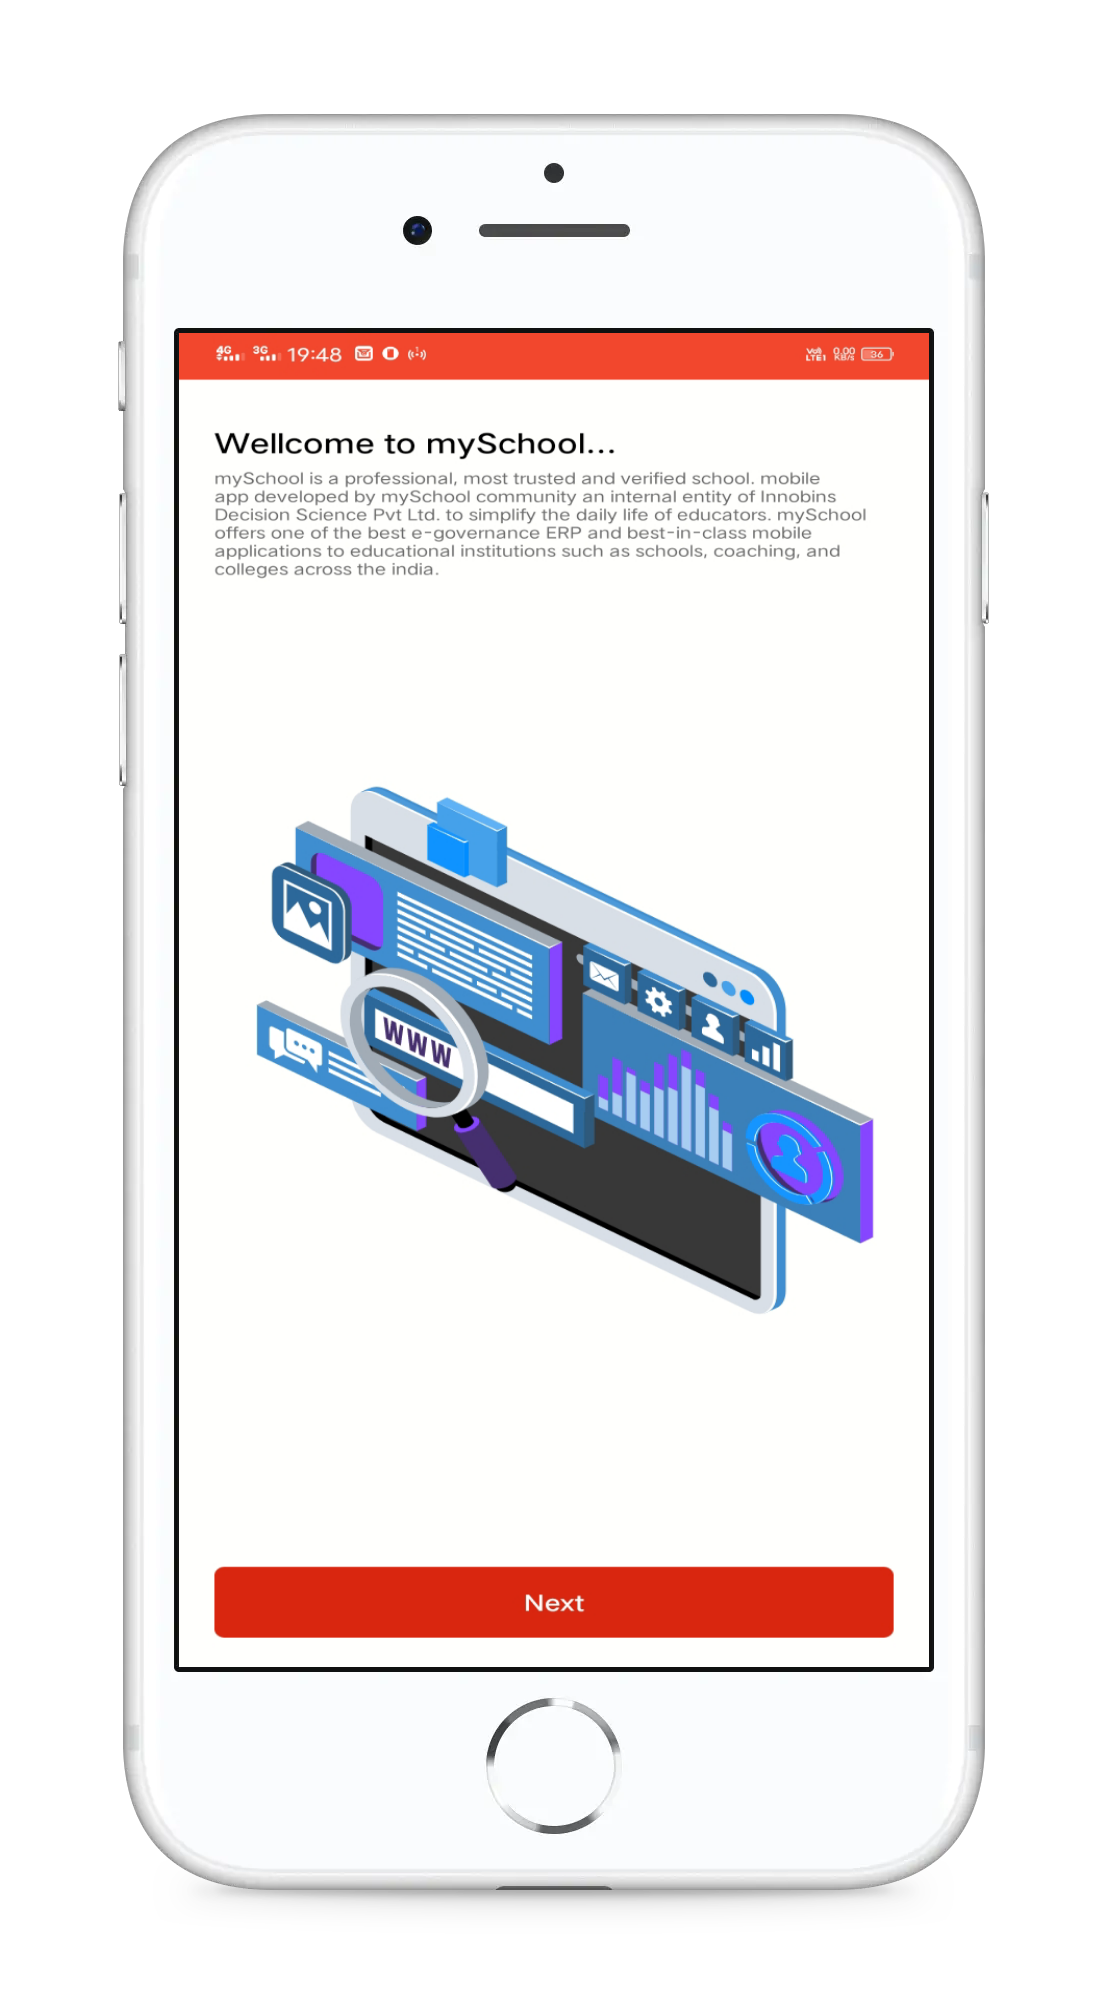 4G 3G 19:48 Volt LTE1 0.00 KB/s 36
Wellcome to mySchool...
mySchool is a professional, most trusted and verified school. mobile
app developed by mySchool community an internal entity of Innobins
Decision Science Pvt Ltd. to simplify the daily life of educators. mySchool
offers one of the best e-governance ERP and best-in-class mobile
applications to educational institutions such as schools, coaching, and
colleges across the india.
WWW
Next